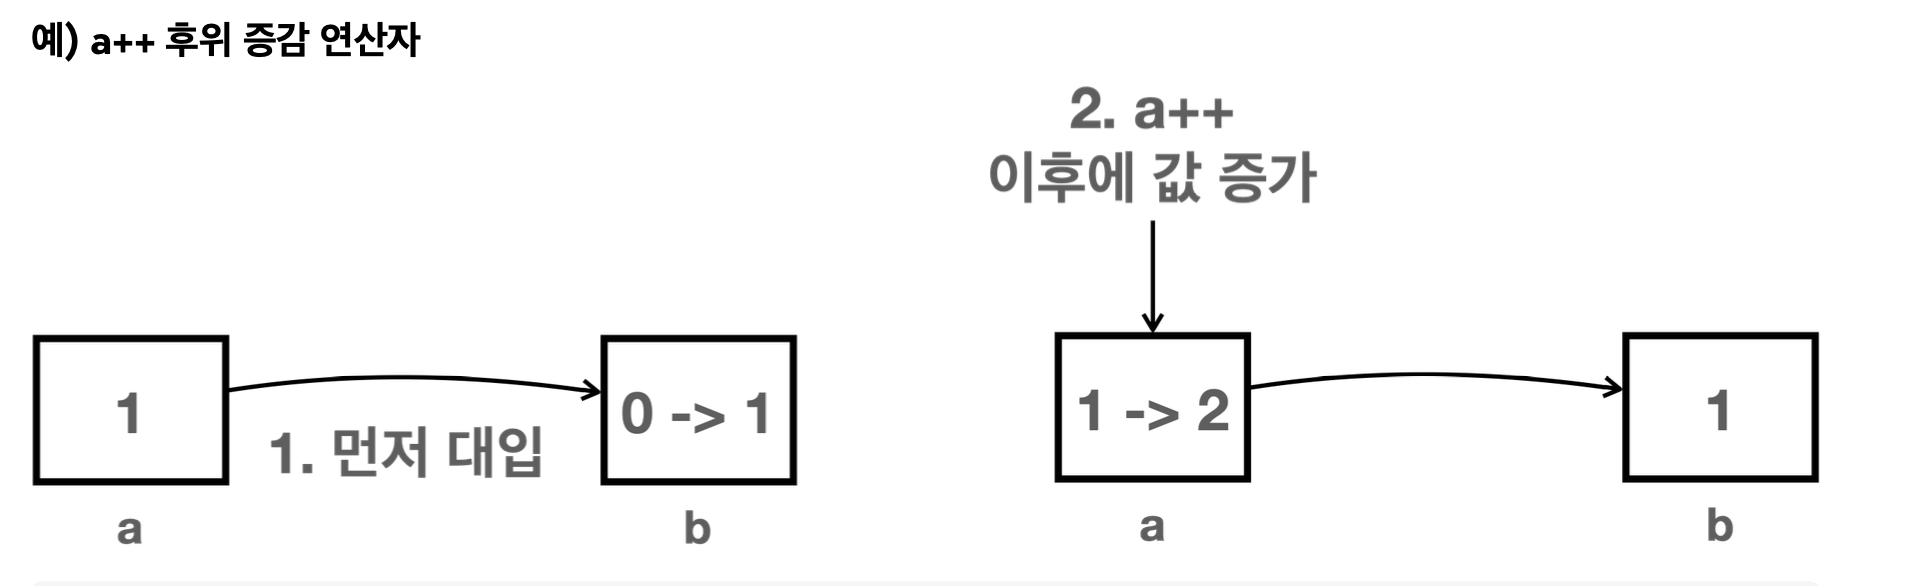 예) a++ 후위 증감 연산자
1
1. 먼저 대입
0 -> 1
a
b
2. a++
이후에 값 증가
1 -> 2
1
a
b